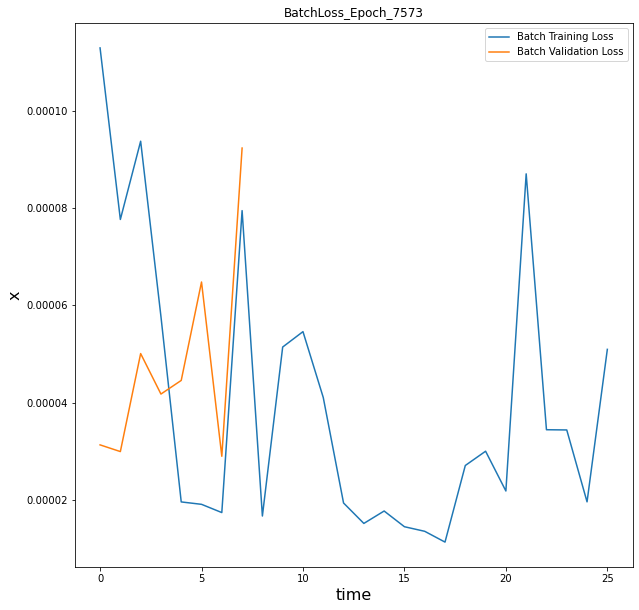 BatchLoss_Epoch_7573
Batch Training Loss
Batch Validation Loss
0.00010
0.00008
0.00006
0.00004
0.00002
x
0 5 10 15 20 25
time